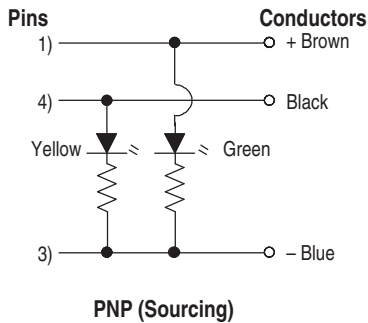 Pins Conductors
1) + Brown
4) Black
Yellow Green
3) – Blue
PNP (Sourcing)